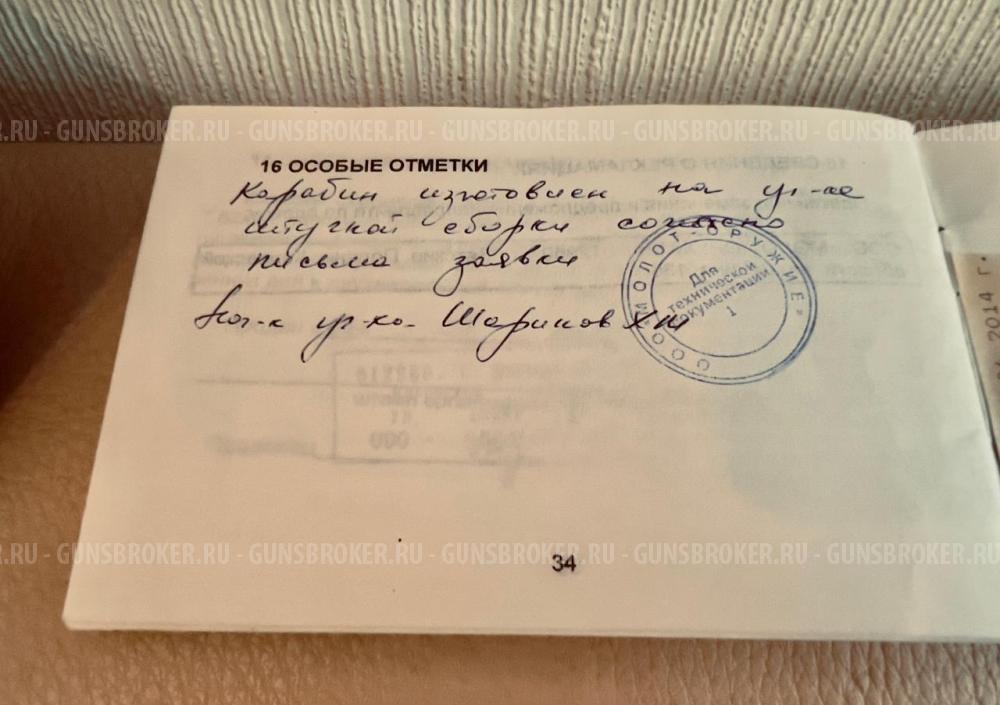 .RU - GUNSBROKER.RU - GUNSBROKER.RU - GUNSBROKER.RU - GUNSBROKER.RU - GUNSBROKER.RU
16 ОСОБЫЕ ОТМЕТКИ
Карабин изготовлен на уч-ке
штучной сборки согласно
письма заявки
Нач-к уч-ка Шарипов
ООО "МОЛОТ-ОРУЖИЕ"
Для
технической
документации
1
2014 г.
.RU - GUNSBROKER.RU - GUNSBROKER.RU - GUNSBROKER.RU - GUNSBROKER.RU - GUNSBROKER.RU
34